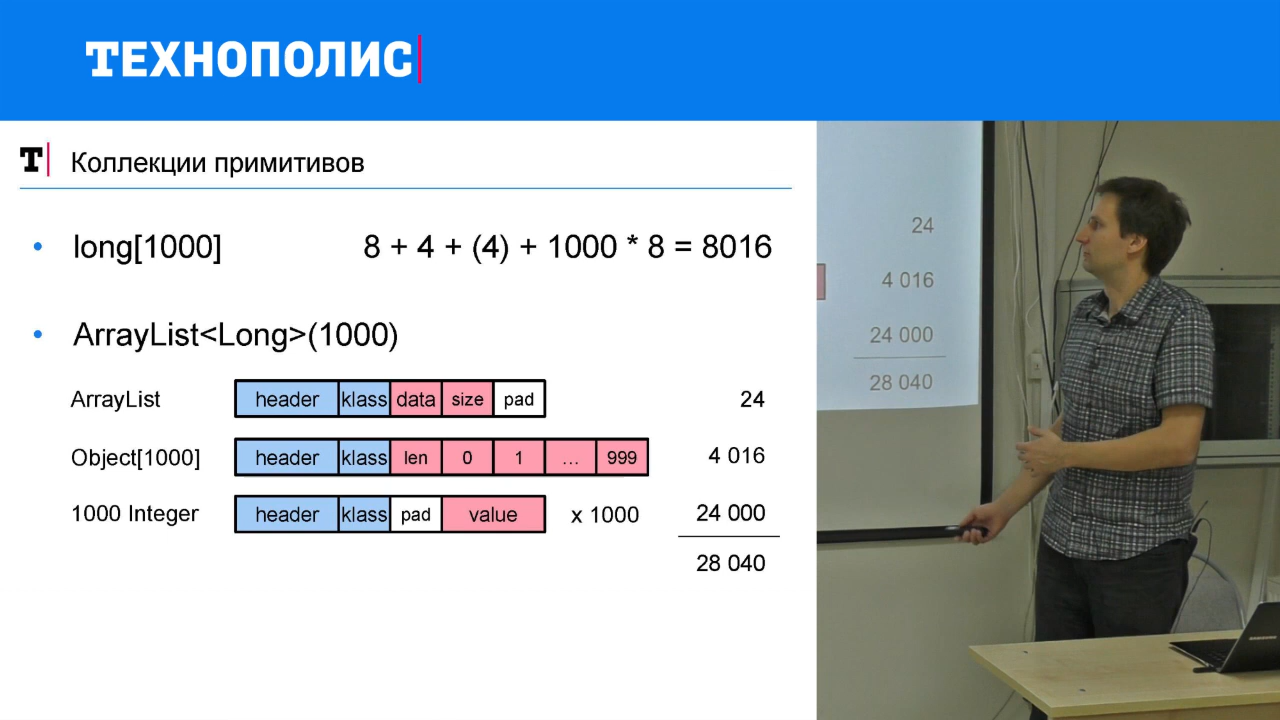 ТЕХНОПОЛИС
T Коллекции примитивов
• long[1000] 8 + 4 + (4) + 1000 * 8 = 8016
• ArrayList<Long>(1000)
ArrayList header klass data size pad 24
Object[1000] header klass len 0 1 ... 999 4 016
1000 Integer header klass pad value x 1000 24 000
28 040
24
4 016
24 000
28 040
SAMSUNG